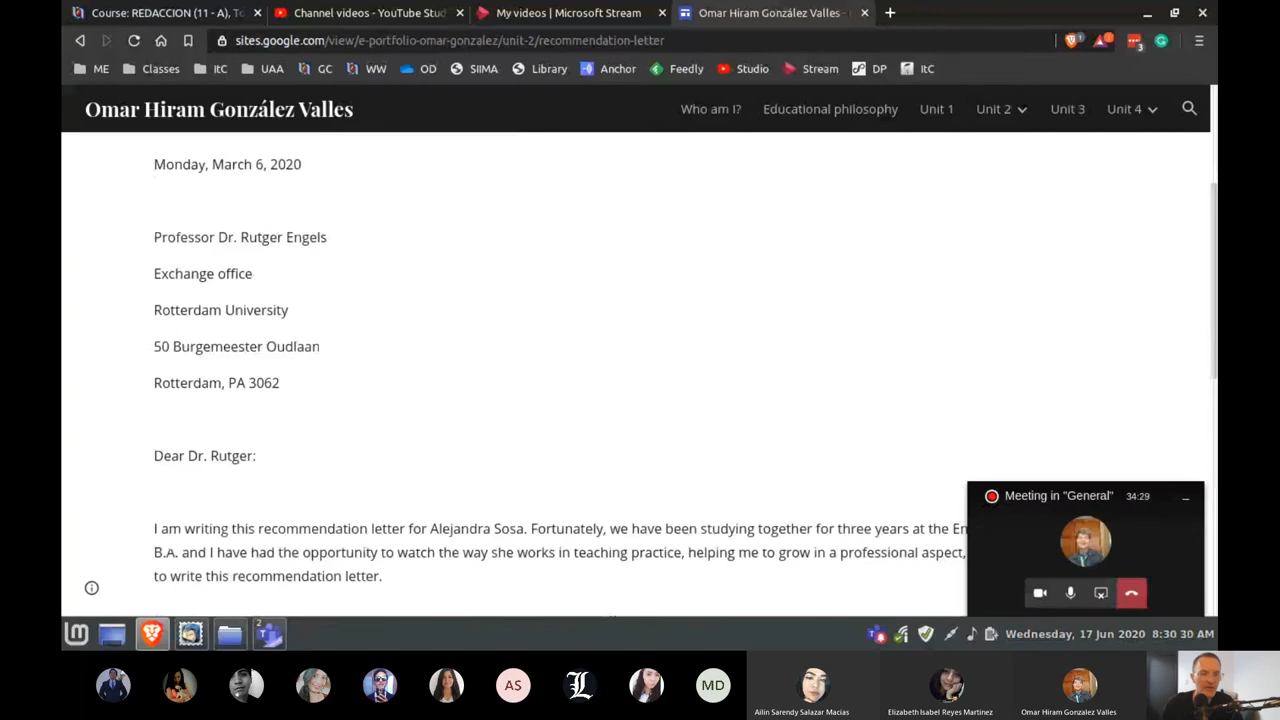 Course: REDACCION (11 - A), To
Channel videos - YouTube Stud
My videos | Microsoft Stream
Omar Hiram González Valles -
sites.google.com/view/e-portfolio-omar-gonzalez/unit-2/recommendation-letter
1
3
ME Classes ItC UAA GC WW OD SIIMA Library Anchor Feedly Studio Stream DP ItC
Omar Hiram González Valles
Who am I? Educational philosophy Unit 1 Unit 2 Unit 3 Unit 4
Monday, March 6, 2020
Professor Dr. Rutger Engels
Exchange office
Rotterdam University
50 Burgemeester Oudlaan
Rotterdam, PA 3062
Dear Dr. Rutger:
Meeting in "General" 34:29
I am writing this recommendation letter for Alejandra Sosa. Fortunately, we have been studying together for three years at the En
B.A. and I have had the opportunity to watch the way she works in teaching practice, helping me to grow in a professional aspect,
to write this recommendation letter.
2
Wednesday, 17 Jun 2020 8:30:30 AM
AS
L
MD
Ailin Sarendy Salazar Macias
Elizabeth Isabel Reyes Martinez
Omar Hiram Gonzalez Valles